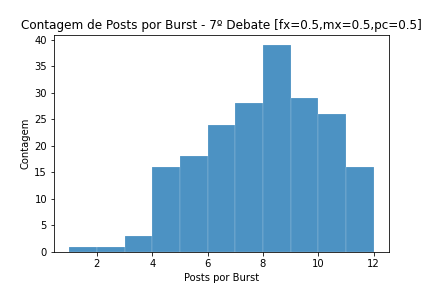 Contagem de Posts por Burst - 7º Debate [fx=0.5,mx=0.5,pc=0.5]
40
35
30
25
20
15
10
5
0
Contagem
2 4 6 8 10 12
Posts por Burst